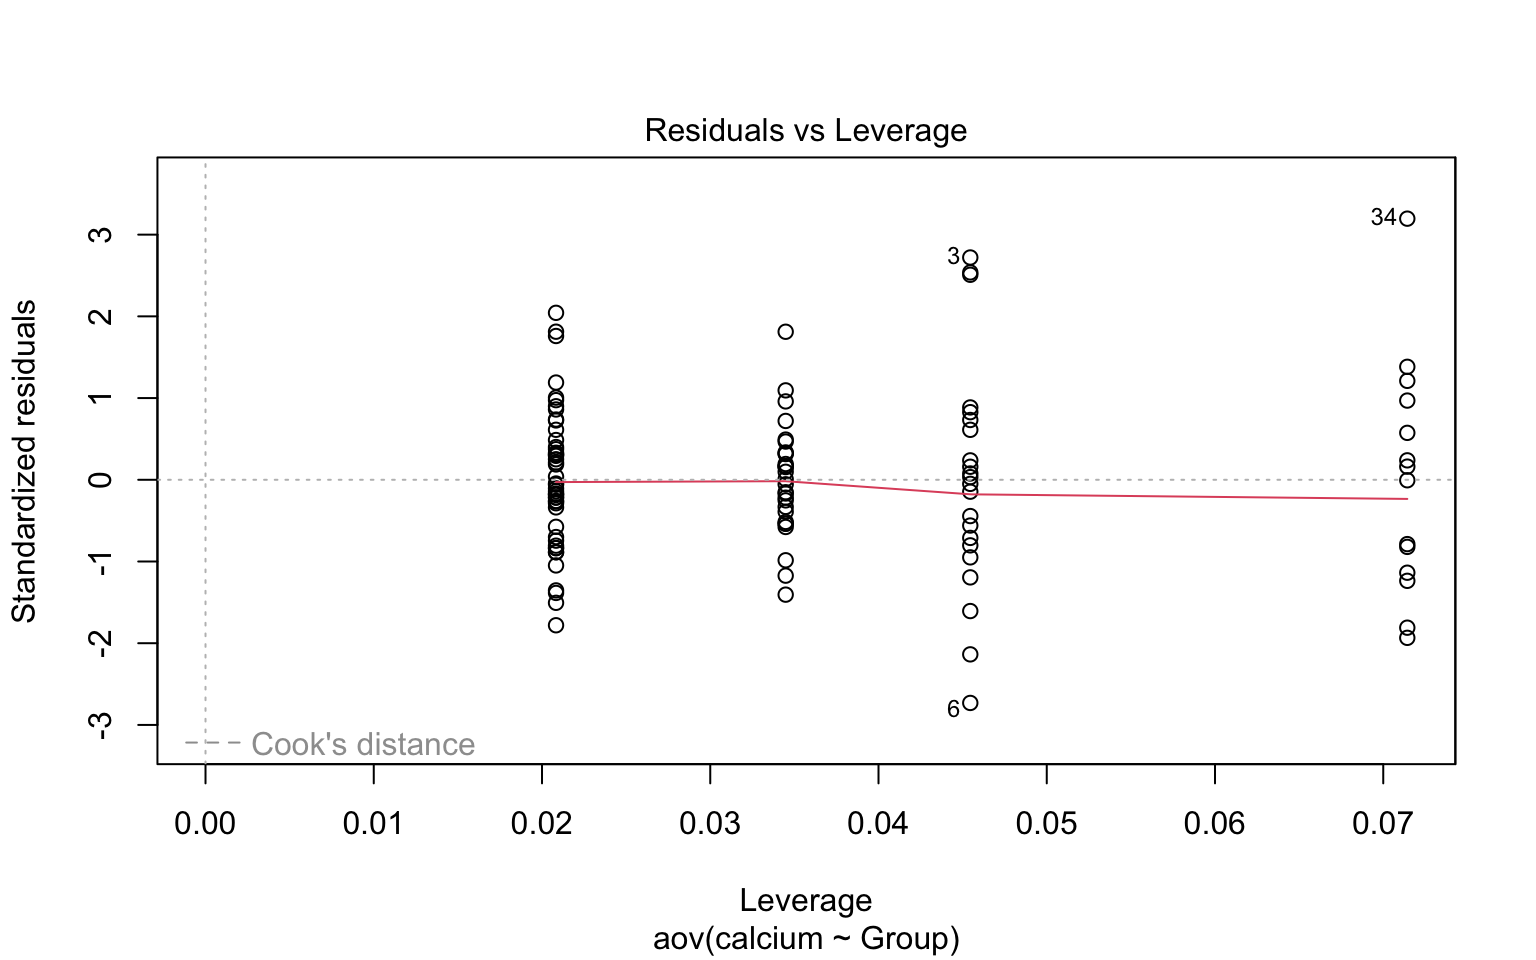 Residuals vs Leverage
Standardized residuals
3
2
1
0
-1
-2
-3
34
3
6
Cook's distance
0.00 0.01 0.02 0.03 0.04 0.05 0.06 0.07
Leverage
aov(calcium ~ Group)